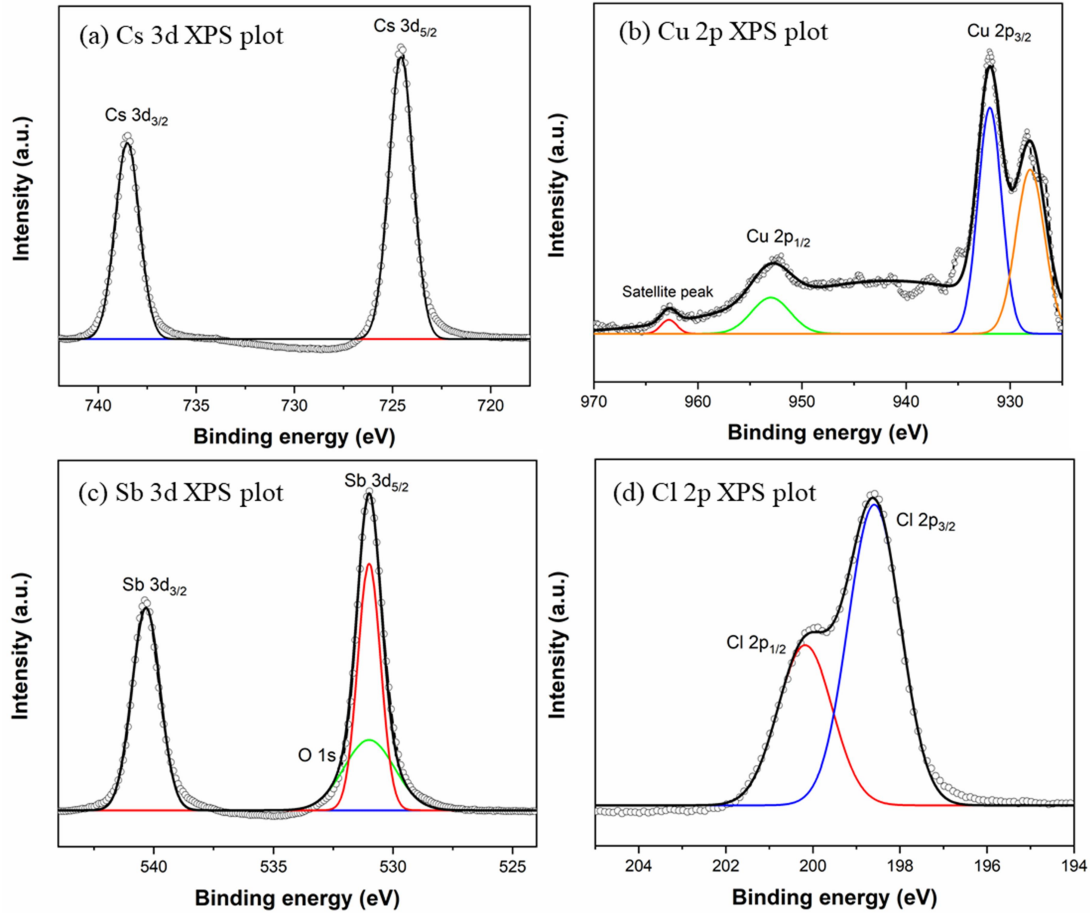 (a) Cs 3d XPS plot
Cs 3d5/2
Cs 3d3/2
Intensity (a.u.)
740 735 730 725 720
Binding energy (eV)
(b) Cu 2p XPS plot
Cu 2p3/2
Cu 2p1/2
Satellite peak
Intensity (a.u.)
970 960 950 940 930
Binding energy (eV)
(c) Sb 3d XPS plot
Sb 3d5/2
Sb 3d3/2
O 1s
Intensity (a.u.)
540 535 530 525
Binding energy (eV)
(d) Cl 2p XPS plot
Cl 2p3/2
Cl 2p1/2
Intensity (a.u.)
204 202 200 198 196 194
Binding energy (eV)